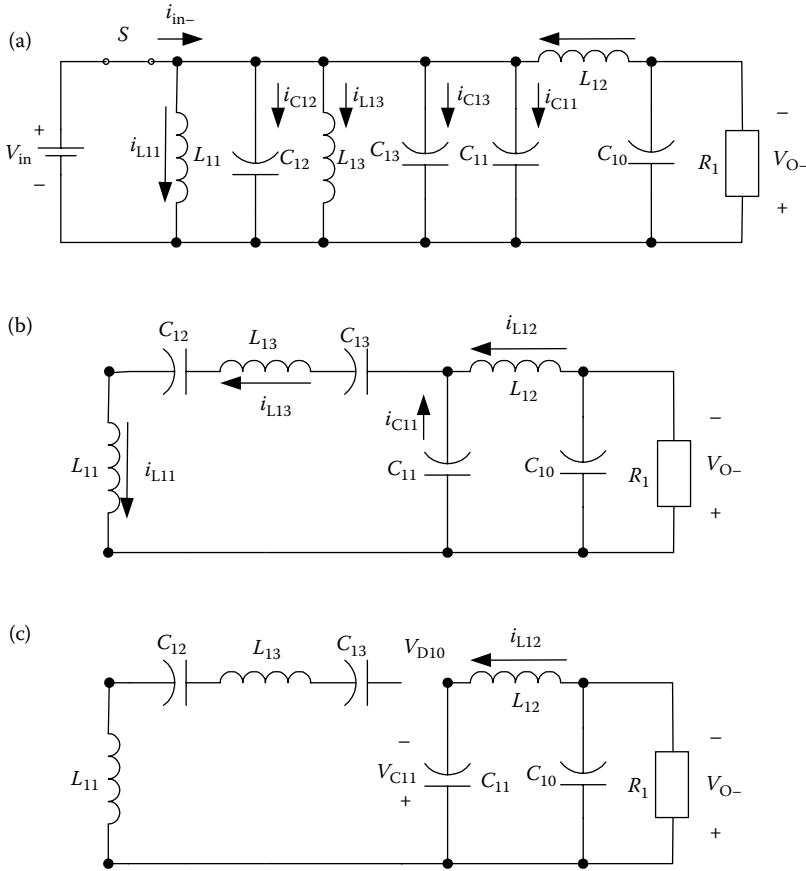 (a)
S
i_in–
+
V_in
–
i_L11
L_11
i_C12
C_12
i_L13
L_13
i_C13
C_13
i_C11
C_11
L_12
C_10
R_1
–
V_O–
+
(b)
C_12
L_13
C_13
i_L13
i_L12
L_12
i_C11
L_11
i_L11
C_11
C_10
R_1
–
V_O–
+
(c)
C_12
L_13
C_13
V_D10
i_L12
L_12
L_11
–
V_C11
+
C_11
C_10
R_1
–
V_O–
+